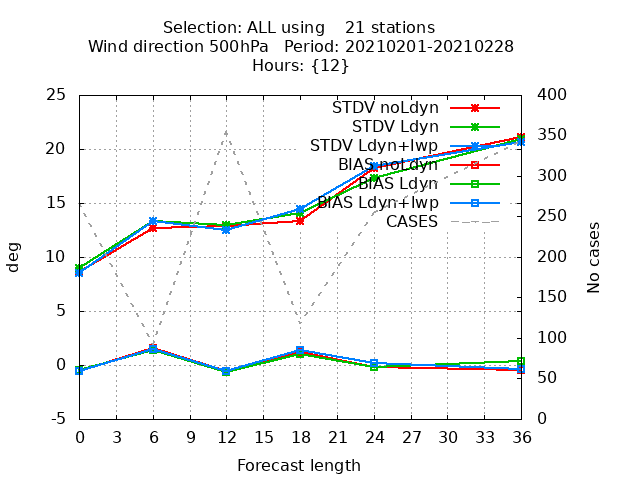 Selection: ALL using    21 stations
Wind direction 500hPa   Period: 20210201-20210228
Hours: {12}
STDV noLdyn
STDV Ldyn
STDV Ldyn+lwp
BIAS noLdyn
BIAS Ldyn
BIAS Ldyn+lwp
CASES
25
20
15
10
5
0
-5
deg
400
350
300
250
200
150
100
50
0
No cases
0 3 6 9 12 15 18 21 24 27 30 33 36
Forecast length